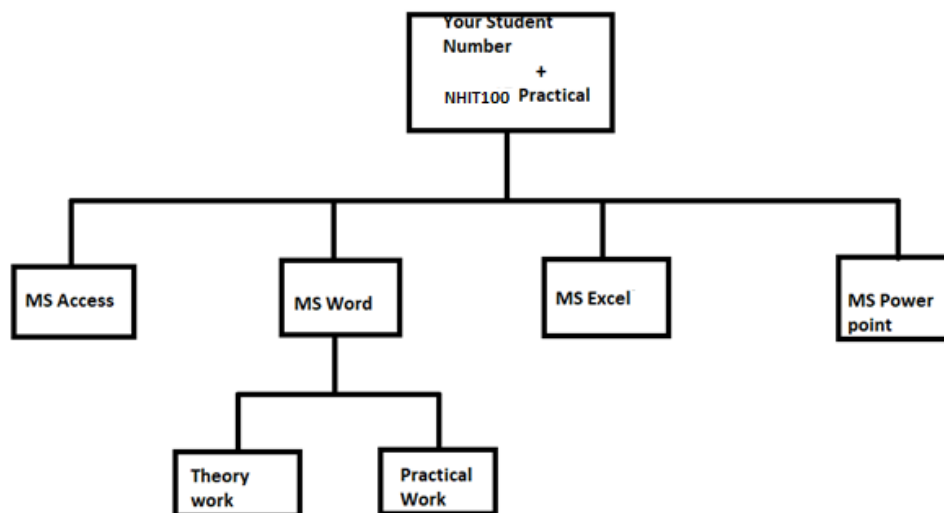 Your Student
Number
+
NHIT100 Practical
MS Access
MS Word
MS Excel
MS Power
point
Theory
work
Practical
Work